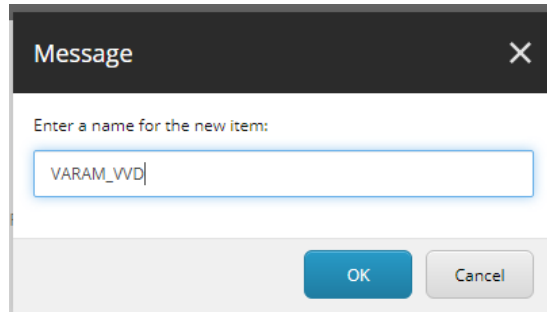 Message
Enter a name for the new item:
VARAM_VVD
OK
Cancel